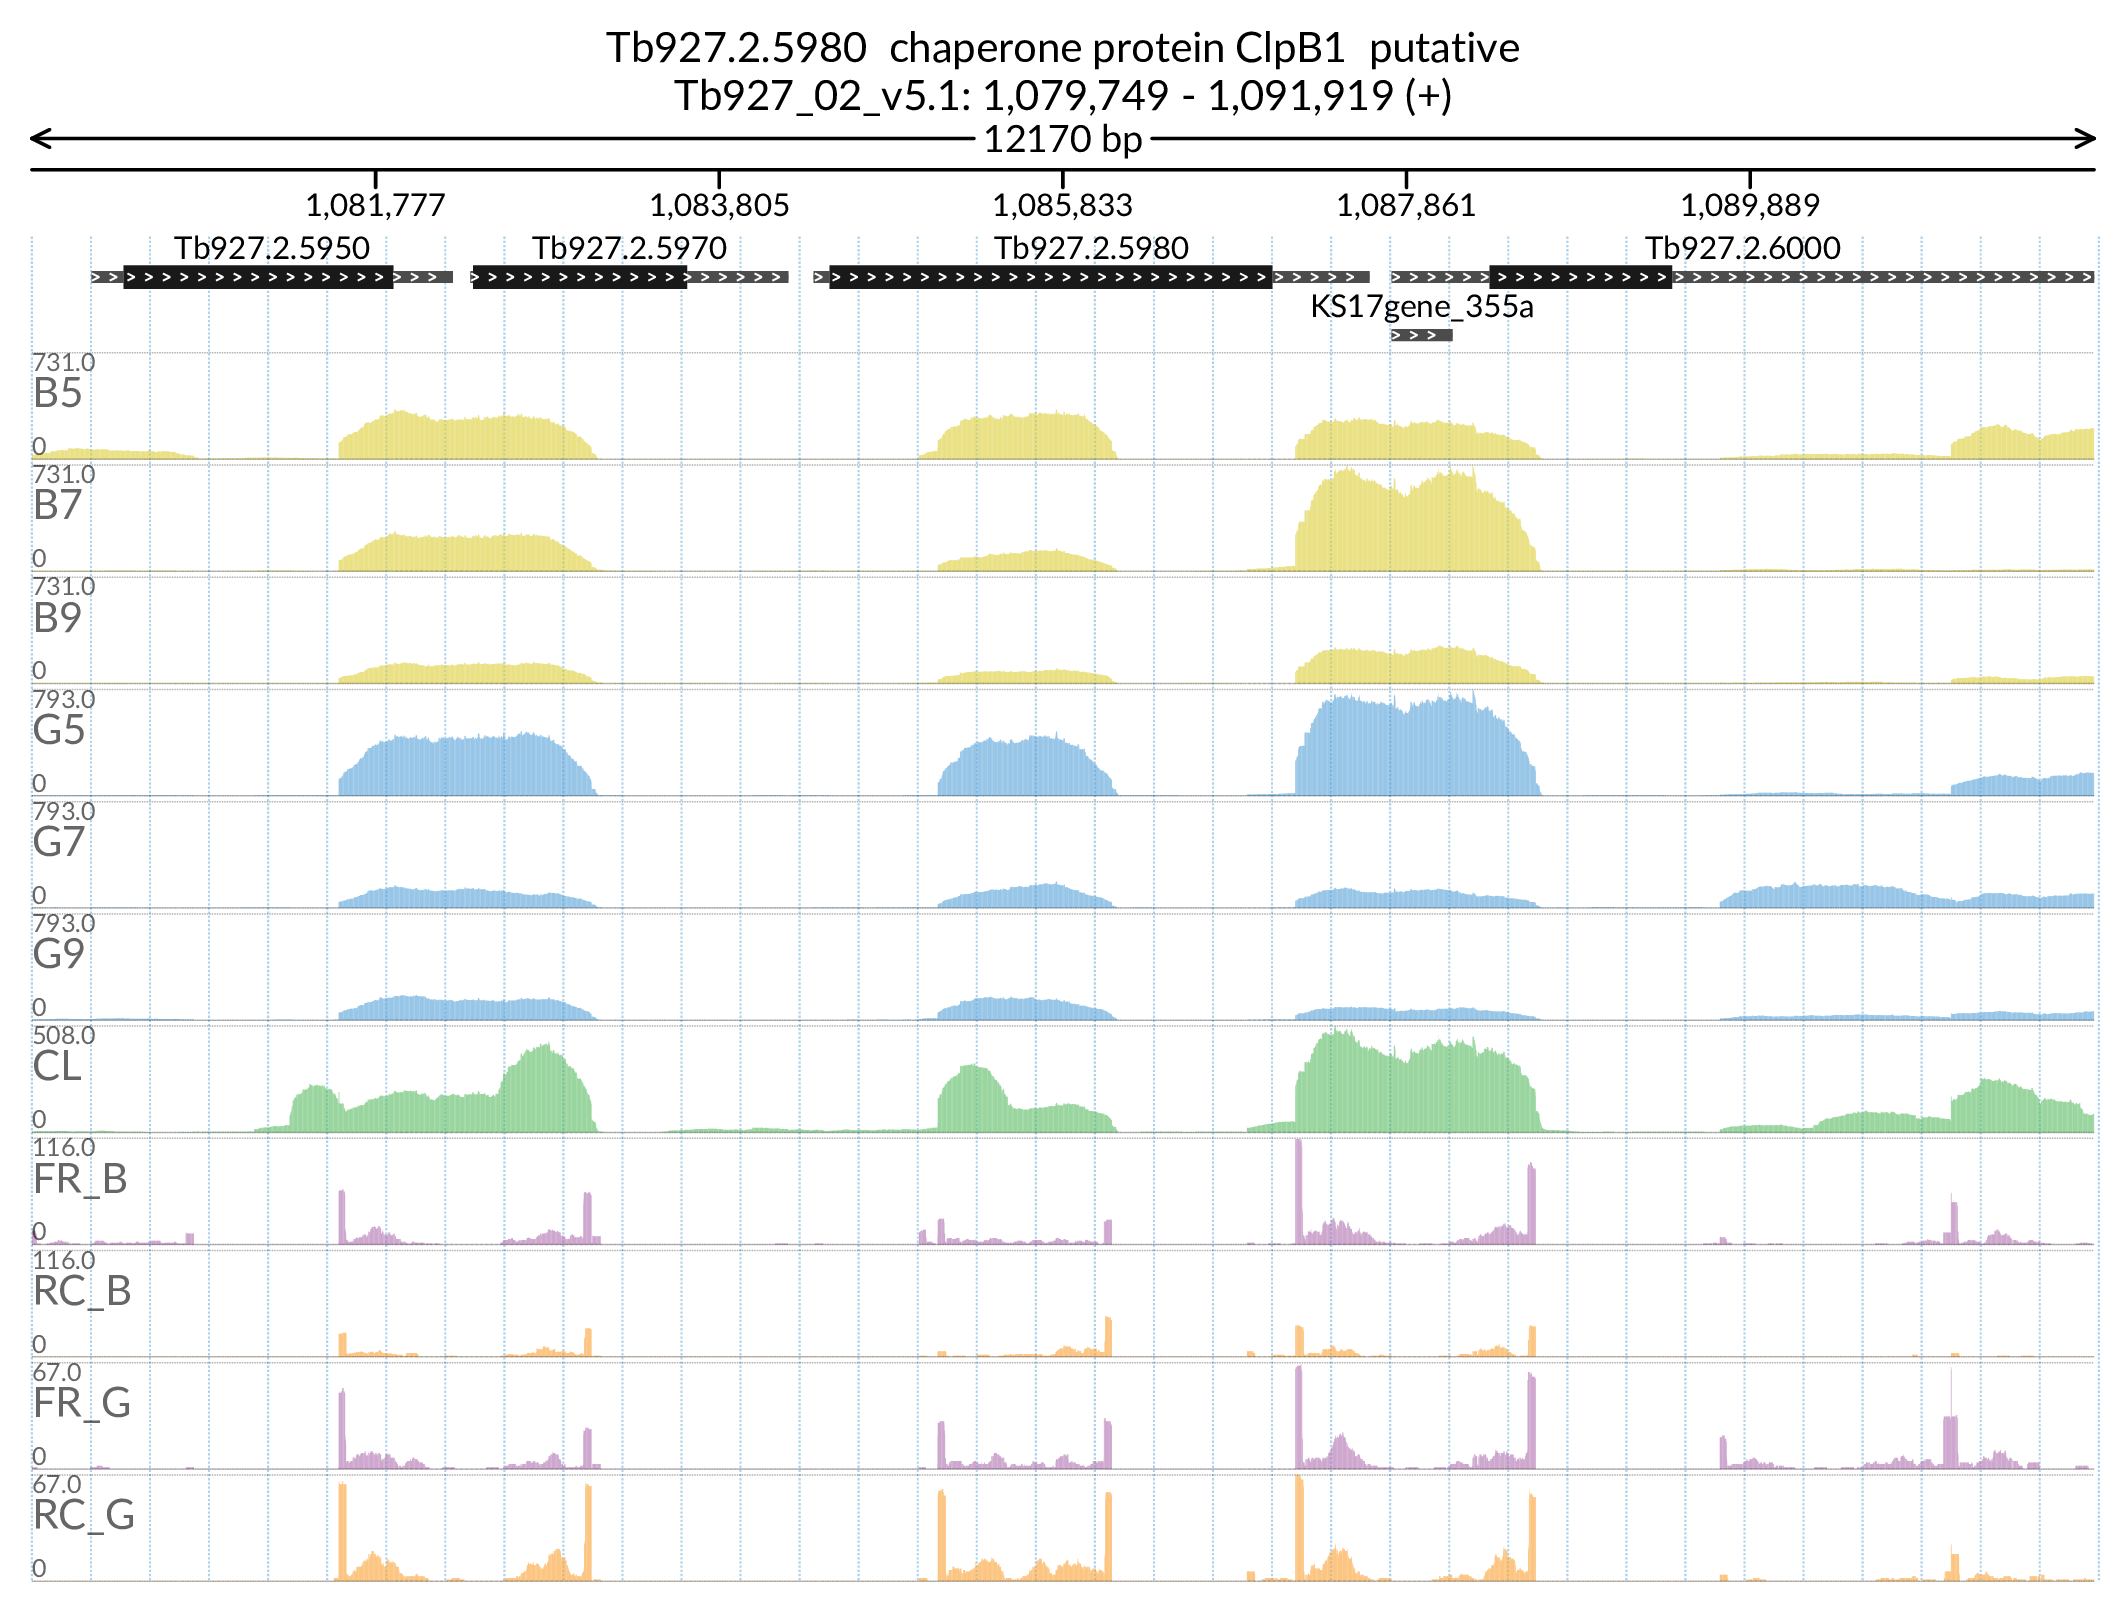 Tb927.2.5980  chaperone protein ClpB1  putative
Tb927_02_v5.1: 1,079,749 - 1,091,919 (+)
12170 bp
1,081,777 1,083,805 1,085,833 1,087,861 1,089,889
Tb927.2.5950 Tb927.2.5970 Tb927.2.5980 Tb927.2.6000
KS17gene_355a
731.0
B5
0
731.0
B7
0
731.0
B9
0
793.0
G5
0
793.0
G7
0
793.0
G9
0
508.0
CL
0
116.0
FR_B
0
116.0
RC_B
0
67.0
FR_G
0
67.0
RC_G
0